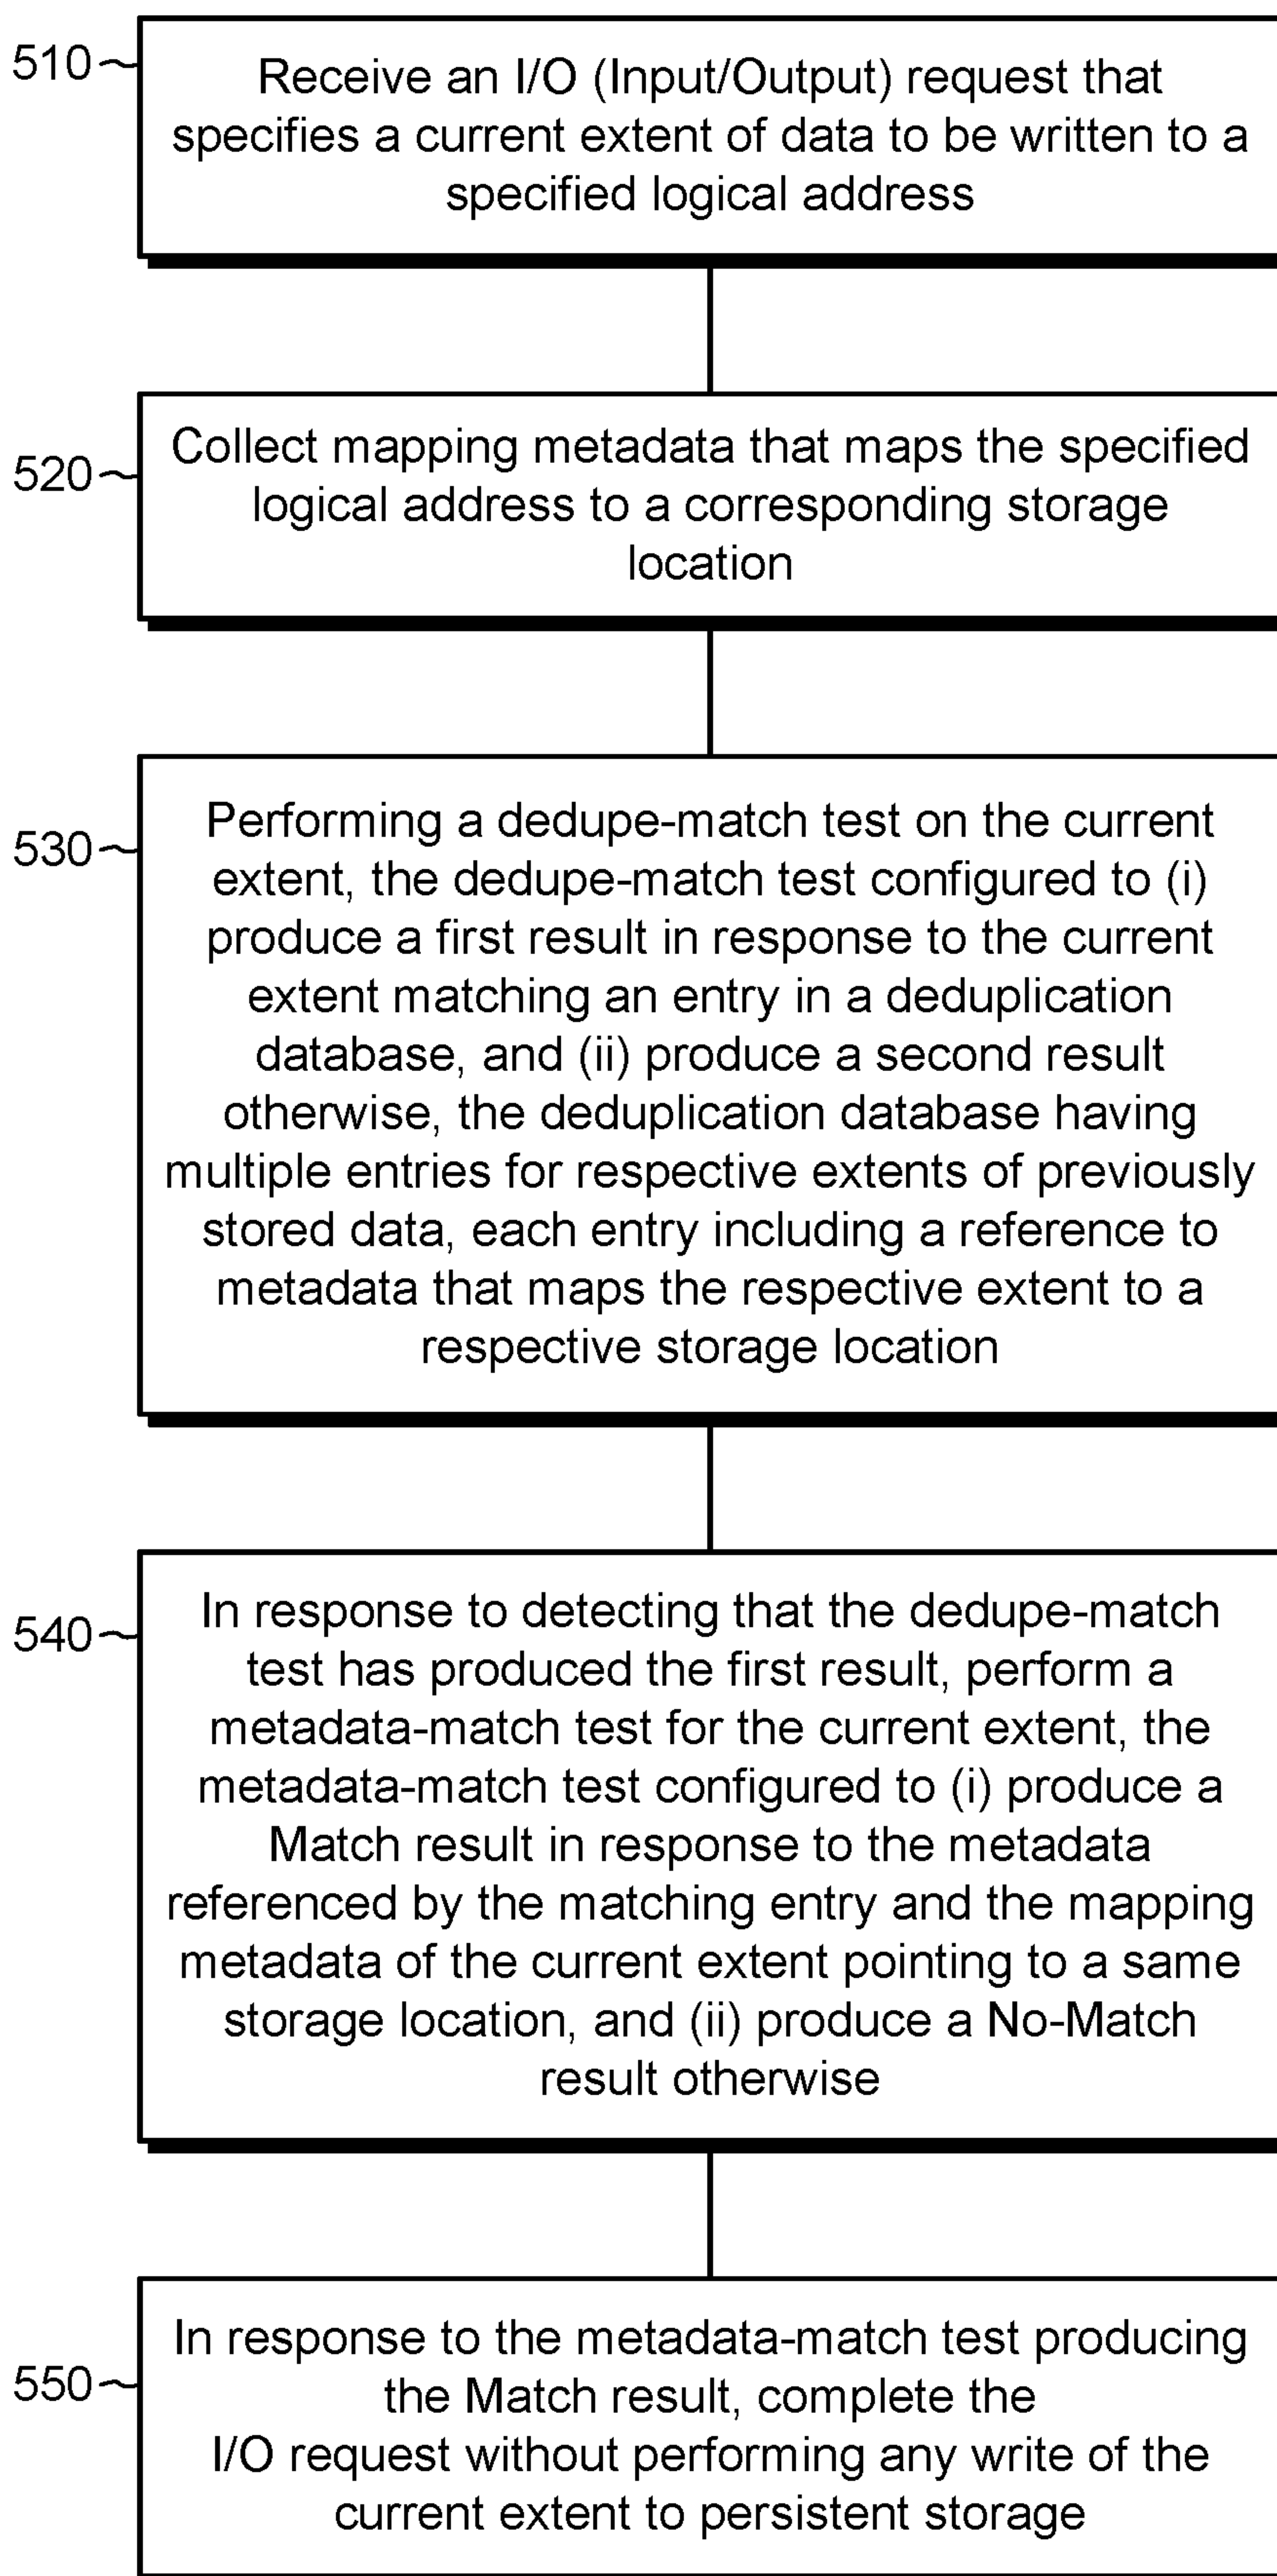 510
Receive an I/O (Input/Output) request that
specifies a current extent of data to be written to a
specified logical address
520
Collect mapping metadata that maps the specified
logical address to a corresponding storage
location
530
Performing a dedupe-match test on the current
extent, the dedupe-match test configured to (i)
produce a first result in response to the current
extent matching an entry in a deduplication
database, and (ii) produce a second result
otherwise, the deduplication database having
multiple entries for respective extents of previously
stored data, each entry including a reference to
metadata that maps the respective extent to a
respective storage location
540
In response to detecting that the dedupe-match
test has produced the first result, perform a
metadata-match test for the current extent, the
metadata-match test configured to (i) produce a
Match result in response to the metadata
referenced by the matching entry and the mapping
metadata of the current extent pointing to a same
storage location, and (ii) produce a No-Match
result otherwise
550
In response to the metadata-match test producing
the Match result, complete the
I/O request without performing any write of the
current extent to persistent storage